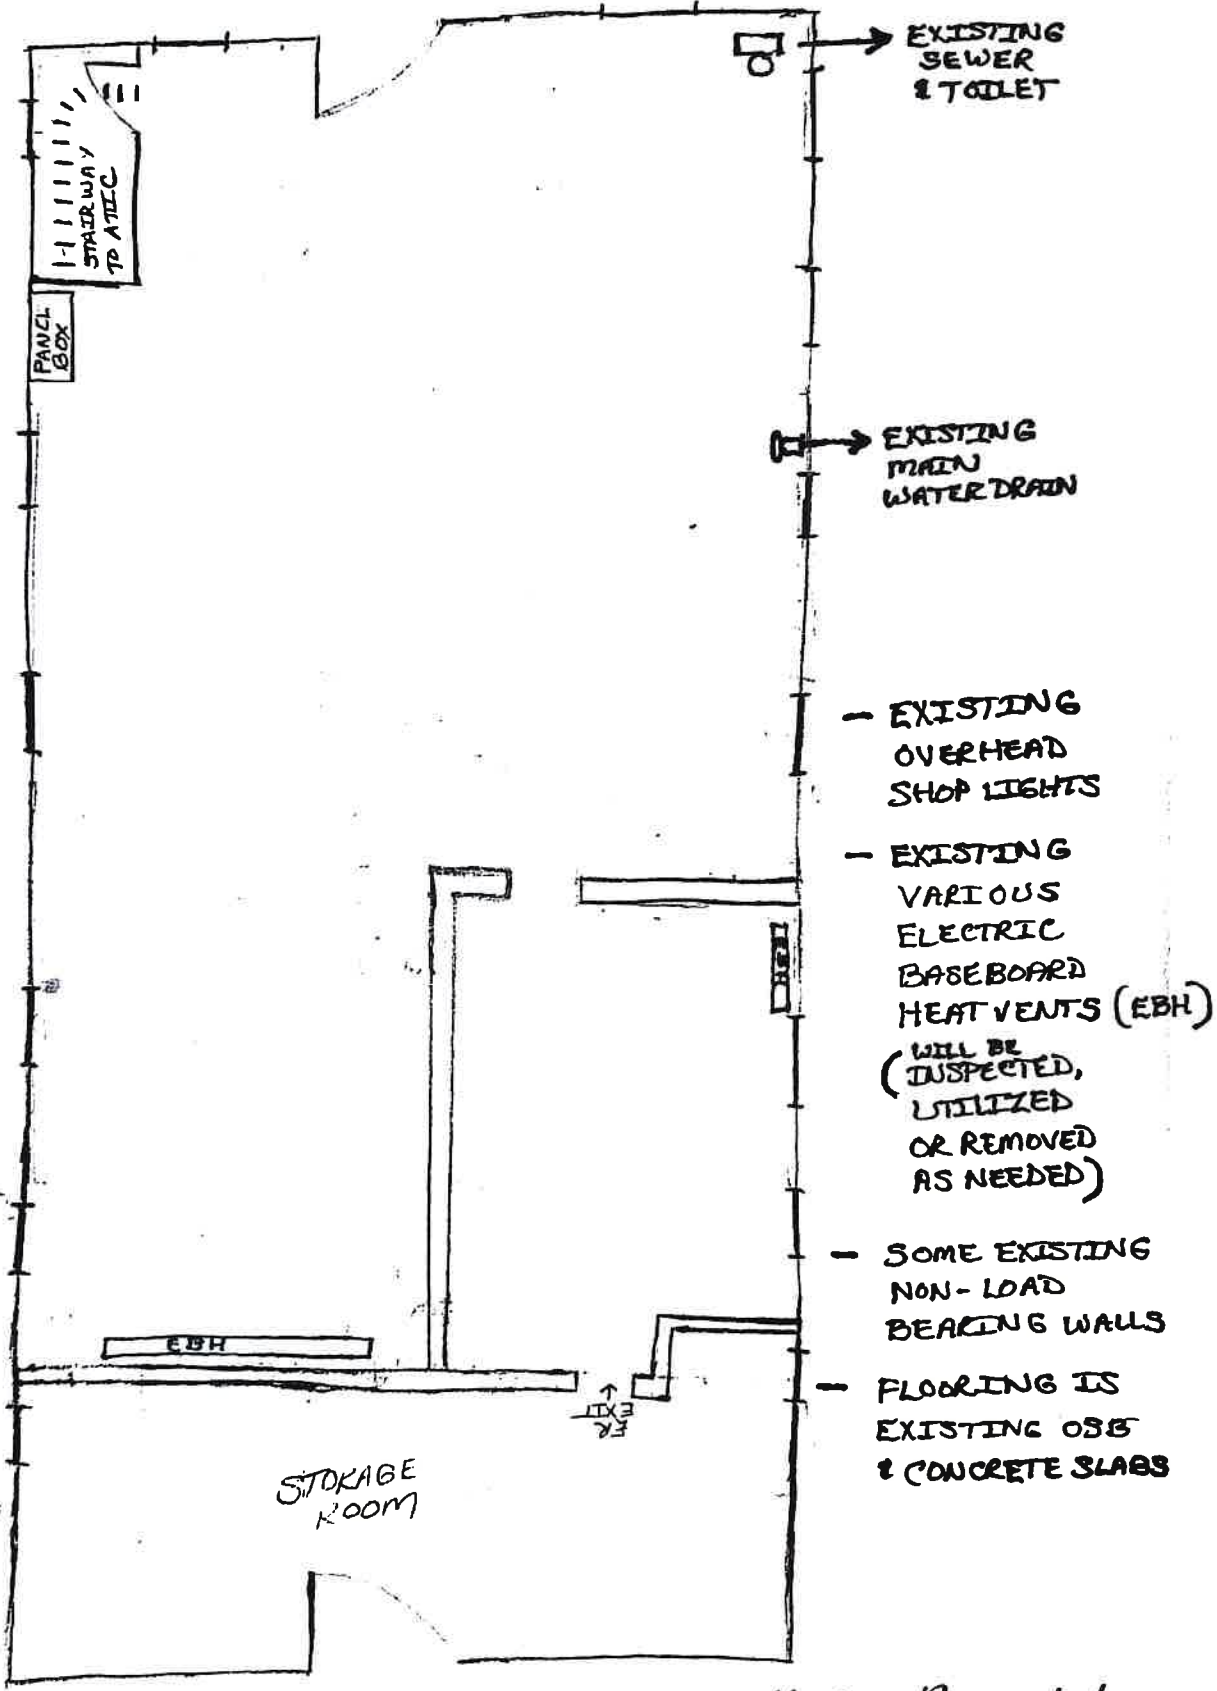 EXISTING
SEWER
& TOILET
STAIRWAY
TO ATTIC
PANEL
BOX
EXISTING
MAIN
WATER DRAIN
- EXISTING
OVERHEAD
SHOP LIGHTS
- EXISTING
VARIOUS
ELECTRIC
BASEBOARD
HEAT VENTS (EBH)
(WILL BE
INSPECTED,
UTILIZED
OR REMOVED
AS NEEDED)
EBH
- SOME EXISTING
NON-LOAD
BEARING WALLS
EBH
- FLOORING IS
EXISTING OSB
& CONCRETE SLABS
EXIT
STORAGE
ROOM